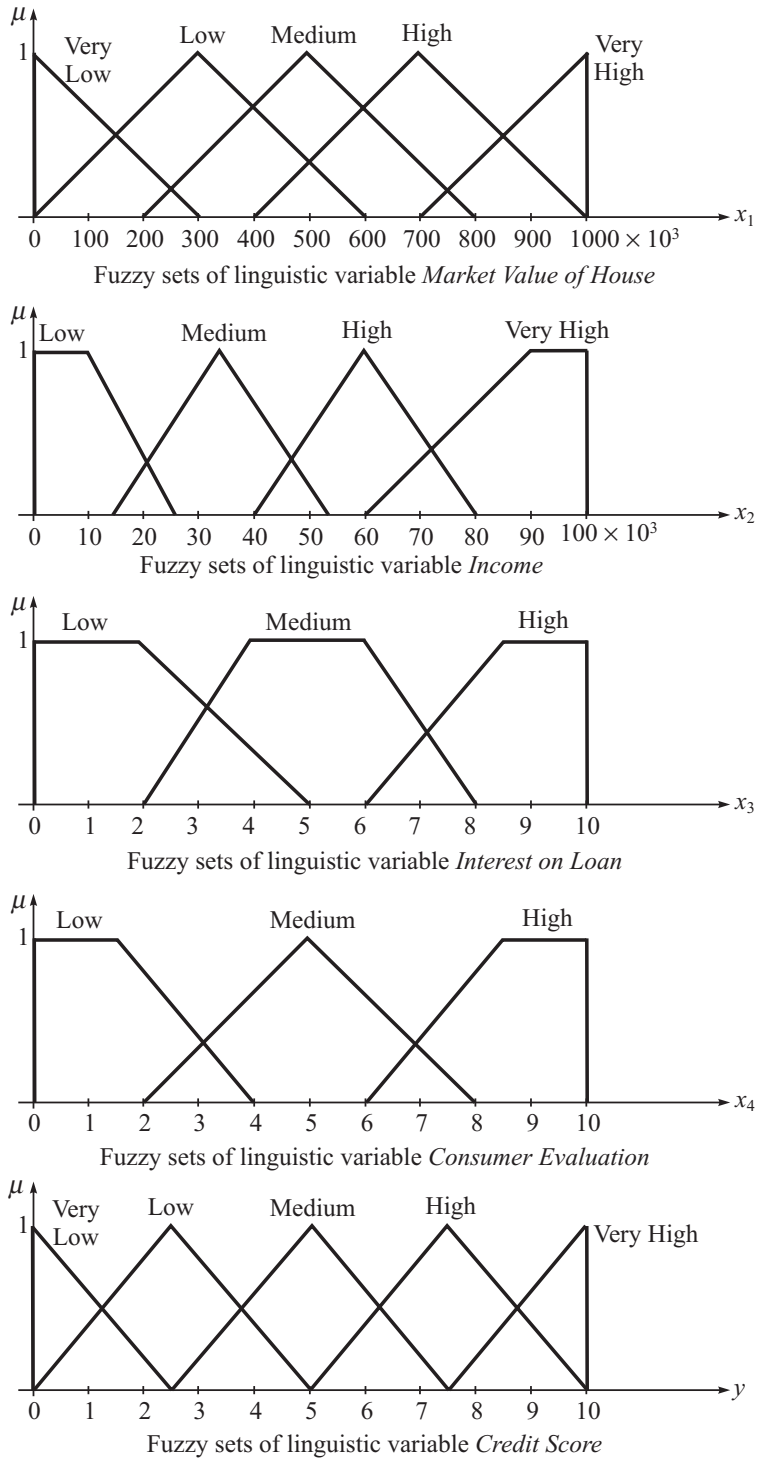 μ
1
Very Low
Low
Medium
High
Very High
0 100 200 300 400 500 600 700 800 900 1000 × 10³
x₁
Fuzzy sets of linguistic variable Market Value of House
μ
1
Low
Medium
High
Very High
0 10 20 30 40 50 60 70 80 90 100 × 10³
x₂
Fuzzy sets of linguistic variable Income
μ
1
Low
Medium
High
0 1 2 3 4 5 6 7 8 9 10
x₃
Fuzzy sets of linguistic variable Interest on Loan
μ
1
Low
Medium
High
0 1 2 3 4 5 6 7 8 9 10
x₄
Fuzzy sets of linguistic variable Consumer Evaluation
μ
1
Very Low
Low
Medium
High
Very High
0 1 2 3 4 5 6 7 8 9 10
y
Fuzzy sets of linguistic variable Credit Score